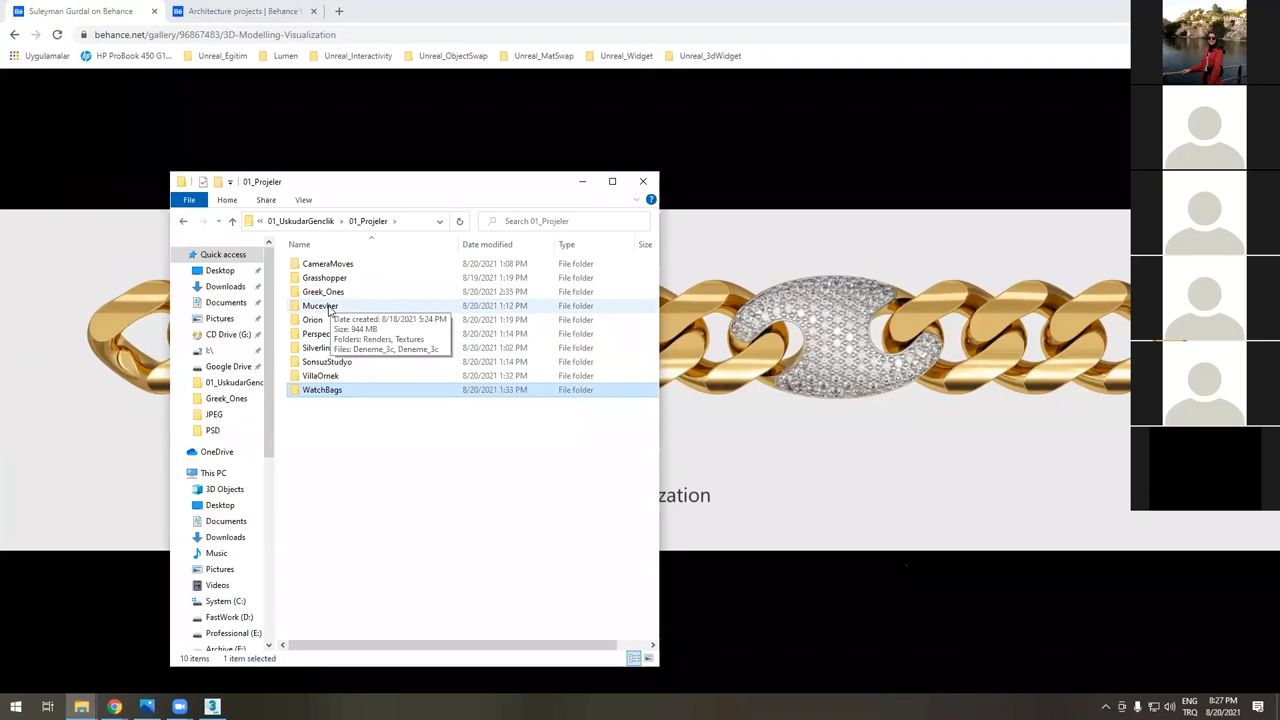 Suleyman Gurdal on Behance
Architecture projects | Behance'
behance.net/gallery/96867483/3D-Modelling-Visualization
Uygulamalar
HP ProBook 450 G1...
Unreal_Egitim
Lumen
Unreal_Interactivity
Unreal_ObjectSwap
Unreal_MatSwap
Unreal_Widget
Unreal_3dWidget
01_Projeler
File
Home
Share
View
01_UskudarGenclik
01_Projeler
Search 01_Projeler
Name
Date modified
Type
Size
CameraMoves 8/20/2021 1:08 PM File folder
Grasshopper 8/19/2021 1:19 PM File folder
Greek_Ones 8/20/2021 2:35 PM File folder
Mucevher 8/20/2021 1:12 PM File folder
Orion 8/20/2021 1:19 PM File folder
Perspec 8/20/2021 1:14 PM File folder
Silverlin 8/20/2021 1:02 PM File folder
SonsuzStudyo 8/20/2021 1:14 PM File folder
VillaOrnek 8/20/2021 1:32 PM File folder
WatchBags 8/20/2021 1:33 PM File folder
Date created: 8/18/2021 5:24 PM
Size: 944 MB
Folders: Renders, Textures
Files: Deneme_3c, Deneme_3c
Quick access
Desktop
Downloads
Documents
Pictures
CD Drive (G:)
I:\
Google Drive
01_UskudarGenc
Greek_Ones
JPEG
PSD
OneDrive
This PC
3D Objects
Desktop
Documents
Downloads
Music
Pictures
Videos
System (C:)
FastWork (D:)
Professional (E:)
Archive (F:)
10 items
1 item selected
zation
ENG
TRQ
8:27 PM
8/20/2021